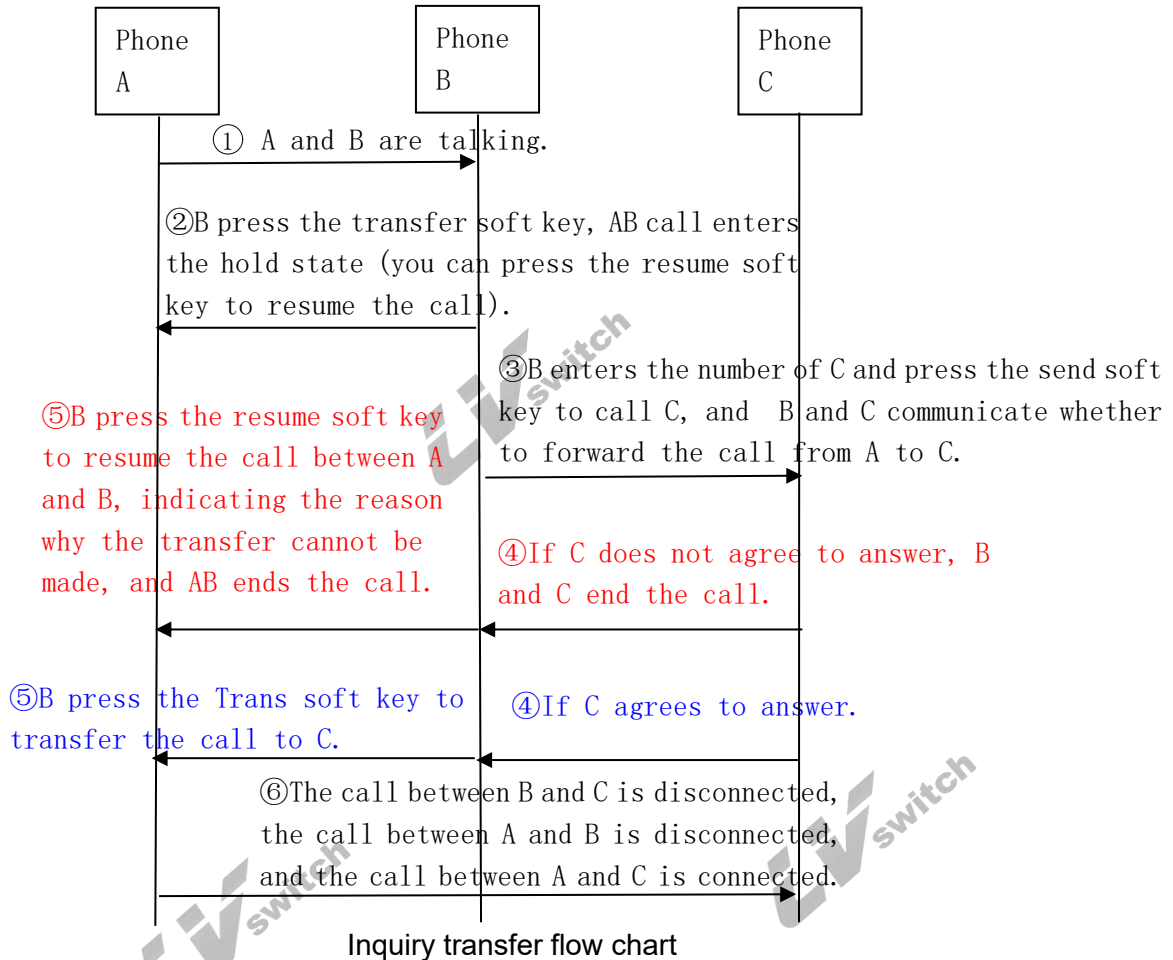 Phone
A
Phone
B
Phone
C
① A and B are talking.
②B press the transfer soft key, AB call enters
the hold state (you can press the resume soft
key to resume the call).
③B enters the number of C and press the send soft
key to call C, and B and C communicate whether
to forward the call from A to C.
⑤B press the resume soft key
to resume the call between A
and B, indicating the reason
why the transfer cannot be
made, and AB ends the call.
④If C does not agree to answer, B
and C end the call.
⑤B press the Trans soft key to
transfer the call to C.
④If C agrees to answer.
⑥The call between B and C is disconnected,
the call between A and B is disconnected,
and the call between A and C is connected.
Inquiry transfer flow chart
switch
switch
switch